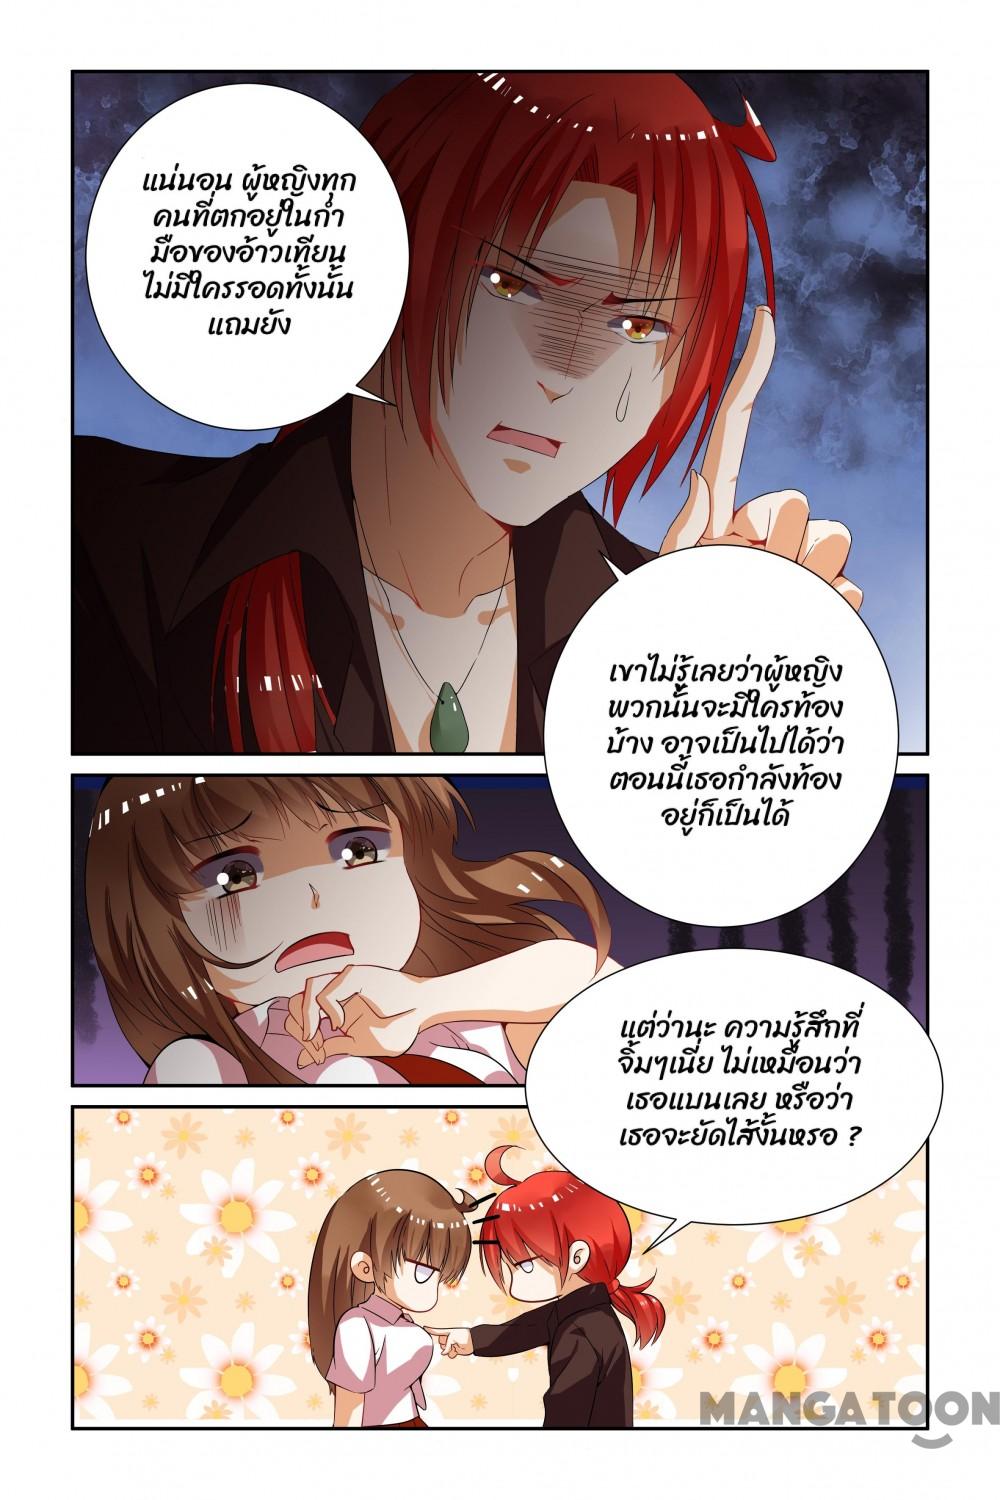 แน่นอน ผู้หญิงทุก
คนที่ตกอยู่ในกำ
มือของอ้าวเทียน
ไม่มีใครรอดทั้งนั้น
แถมยัง
เขาไม่รู้เลยว่าผู้หญิง
พวกนั้นจะมีใครท้อง
บ้าง อาจเป็นไปได้ว่า
ตอนนี้เธอกำลังท้อง
อยู่ก็เป็นได้
แต่ว่านะ ความรู้สึกที่
จิ้มๆเนี่ย ไม่เหมือนว่า
เธอแบนเลย หรือว่า
เธอจะยัดไส้งั้นหรอ ?
MANGATOON